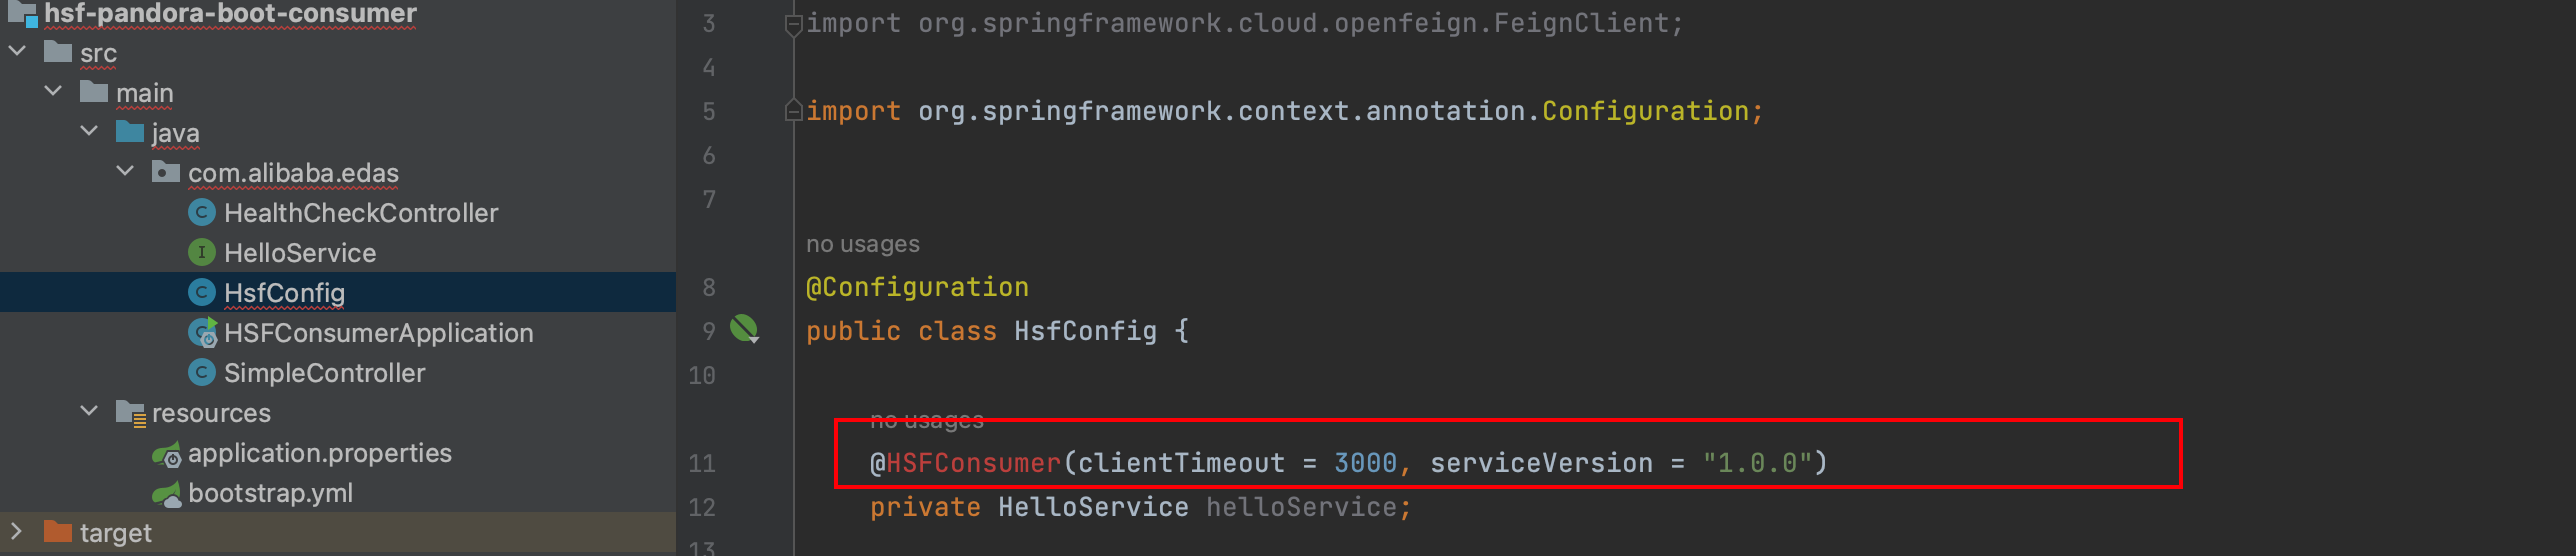 hsf-pandora-boot-consumer
src
main
java
com.alibaba.edas
HealthCheckController
HelloService
HsfConfig
HSFConsumerApplication
SimpleController
resources
application.properties
bootstrap.yml
target
3 import org.springframework.cloud.openfeign.FeignClient;
4
5 import org.springframework.context.annotation.Configuration;
6
7
no usages
8 @Configuration
9 public class HsfConfig {
10
no usages
11 @HSFConsumer(clientTimeout = 3000, serviceVersion = "1.0.0")
12 private HelloService helloService;
13